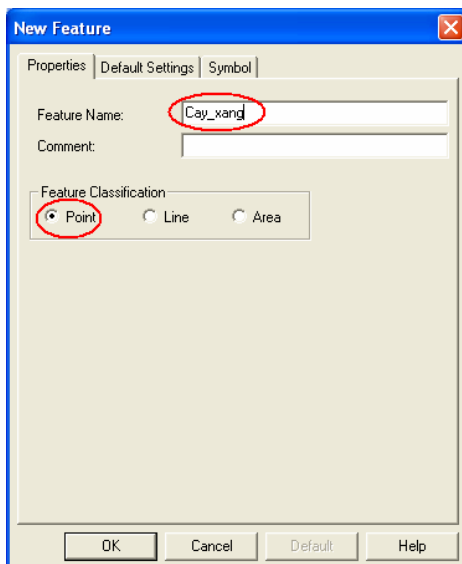 New Feature
Properties Default Settings Symbol
Feature Name: Cay_xang
Comment:
Feature Classification
Point Line Area
OK Cancel Default Help